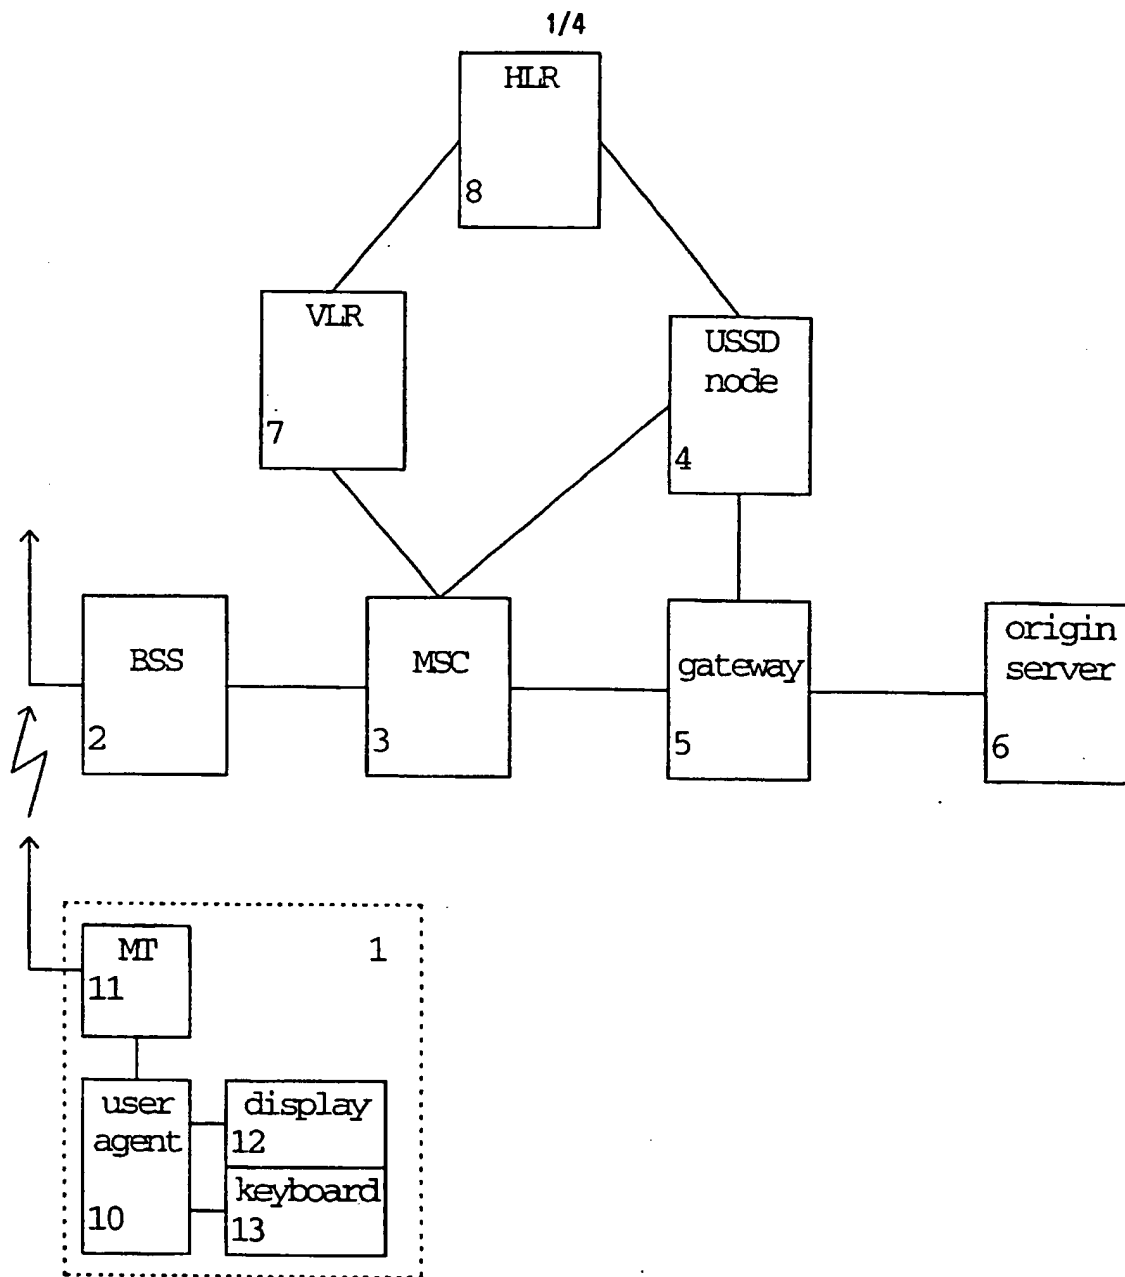 1/4
HLR
8
VLR
7
USSD
node
4
BSS
2
MSC
3
gateway
5
origin
server
6
MT
11
1
user
agent
10
display
12
keyboard
13